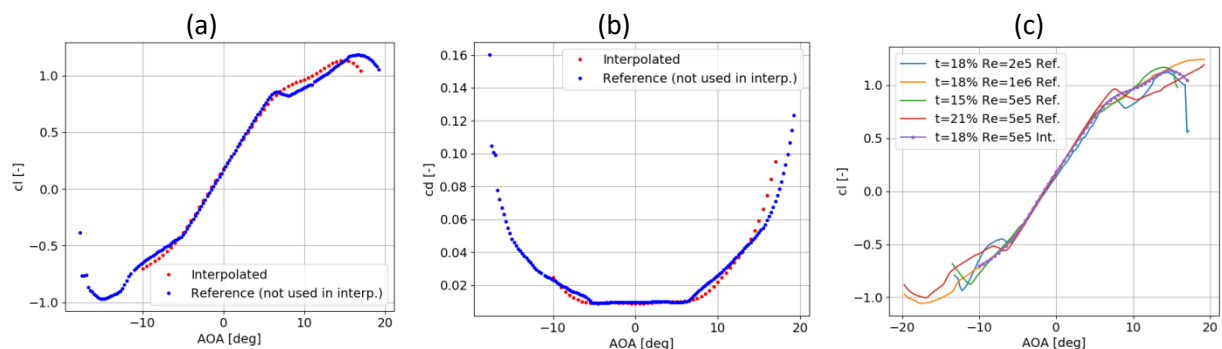 (a)
1.0
0.5
0.0
−0.5
−1.0
cl [-]
−10
0
10
20
AOA [deg]
Interpolated
Reference (not used in interp.)
(b)
0.16
0.14
0.12
0.10
0.08
0.06
0.04
0.02
cd [-]
−10
0
10
20
AOA [deg]
Interpolated
Reference (not used in interp.)
(c)
1.0
0.5
0.0
−0.5
−1.0
cl [-]
−20
−10
0
10
20
AOA [deg]
t=18% Re=2e5 Ref.
t=18% Re=1e6 Ref.
t=15% Re=5e5 Ref.
t=21% Re=5e5 Ref.
t=18% Re=5e5 Int.